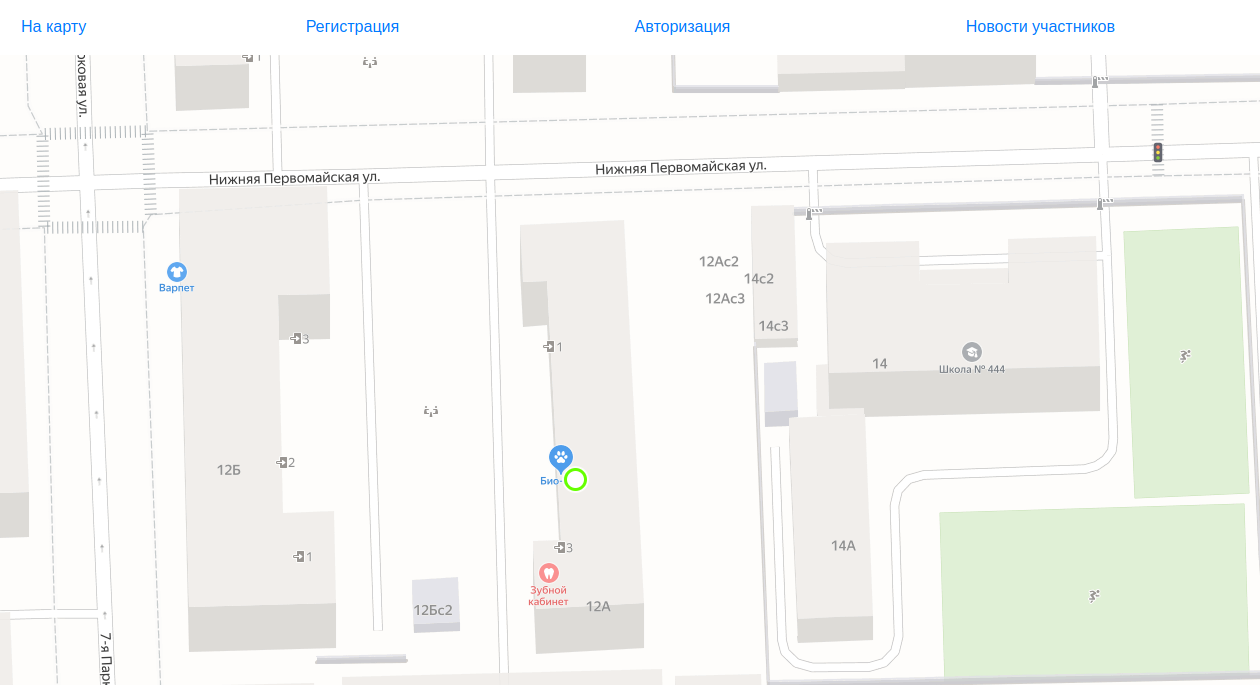 На карту
Регистрация
Авторизация
Новости участников
1
Нижняя Первомайская ул.
Нижняя Первомайская ул.
12Ас2
14с2
Варпет
12Ас3
14с3
3
1
14
Школа № 444
2
12Б
Био-
14А
3
1
Зубной
кабинет
12А
12Бс2
7-я